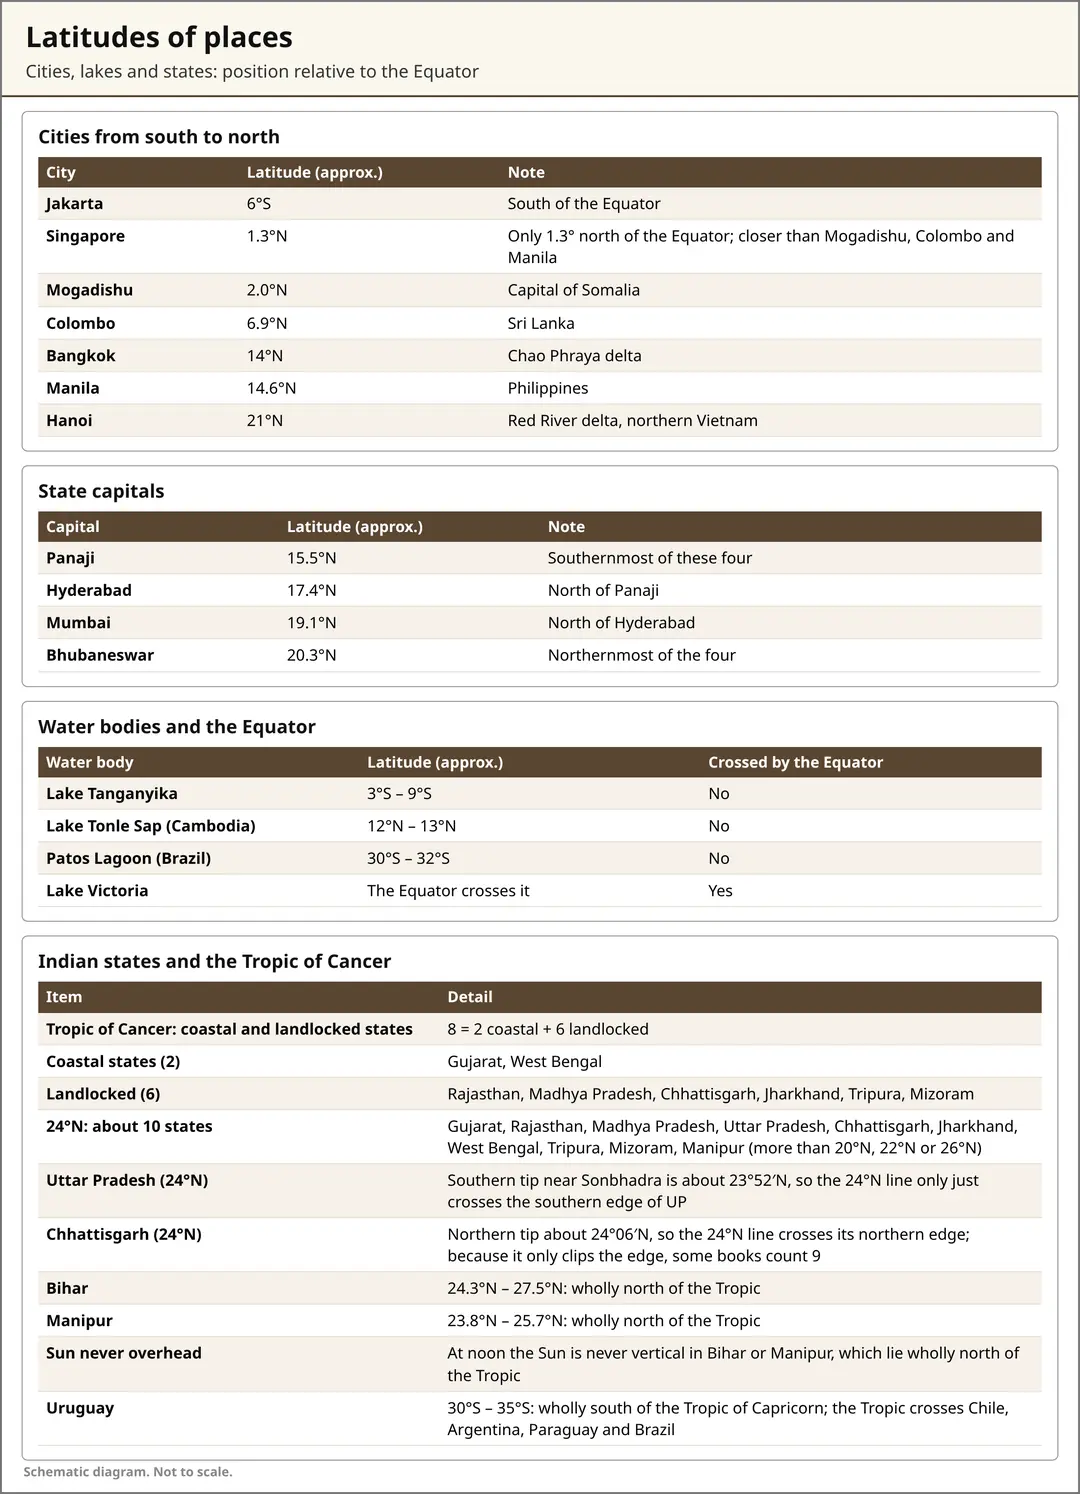 Latitudes of places
Cities, lakes and states: position relative to the Equator
Cities from south to north
City Latitude (approx.) Note
Jakarta 6°S South of the Equator
Singapore 1.3°N Only 1.3° north of the Equator; closer than Mogadishu, Colombo and
Manila
Mogadishu 2.0°N Capital of Somalia
Colombo 6.9°N Sri Lanka
Bangkok 14°N Chao Phraya delta
Manila 14.6°N Philippines
Hanoi 21°N Red River delta, northern Vietnam
State capitals
Capital Latitude (approx.) Note
Panaji 15.5°N Southernmost of these four
Hyderabad 17.4°N North of Panaji
Mumbai 19.1°N North of Hyderabad
Bhubaneswar 20.3°N Northernmost of the four
Water bodies and the Equator
Water body Latitude (approx.) Crossed by the Equator
Lake Tanganyika 3°S – 9°S No
Lake Tonle Sap (Cambodia) 12°N – 13°N No
Patos Lagoon (Brazil) 30°S – 32°S No
Lake Victoria The Equator crosses it Yes
Indian states and the Tropic of Cancer
Item Detail
Tropic of Cancer: coastal and landlocked states 8 = 2 coastal + 6 landlocked
Coastal states (2) Gujarat, West Bengal
Landlocked (6) Rajasthan, Madhya Pradesh, Chhattisgarh, Jharkhand, Tripura, Mizoram
24°N: about 10 states Gujarat, Rajasthan, Madhya Pradesh, Uttar Pradesh, Chhattisgarh, Jharkhand,
West Bengal, Tripura, Mizoram, Manipur (more than 20°N, 22°N or 26°N)
Uttar Pradesh (24°N) Southern tip near Sonbhadra is about 23°52′N, so the 24°N line only just
crosses the southern edge of UP
Chhattisgarh (24°N) Northern tip about 24°06′N, so the 24°N line crosses its northern edge;
because it only clips the edge, some books count 9
Bihar 24.3°N – 27.5°N: wholly north of the Tropic
Manipur 23.8°N – 25.7°N: wholly north of the Tropic
Sun never overhead At noon the Sun is never vertical in Bihar or Manipur, which lie wholly north of
the Tropic
Uruguay 30°S – 35°S: wholly south of the Tropic of Capricorn; the Tropic crosses Chile,
Argentina, Paraguay and Brazil
Schematic diagram. Not to scale.